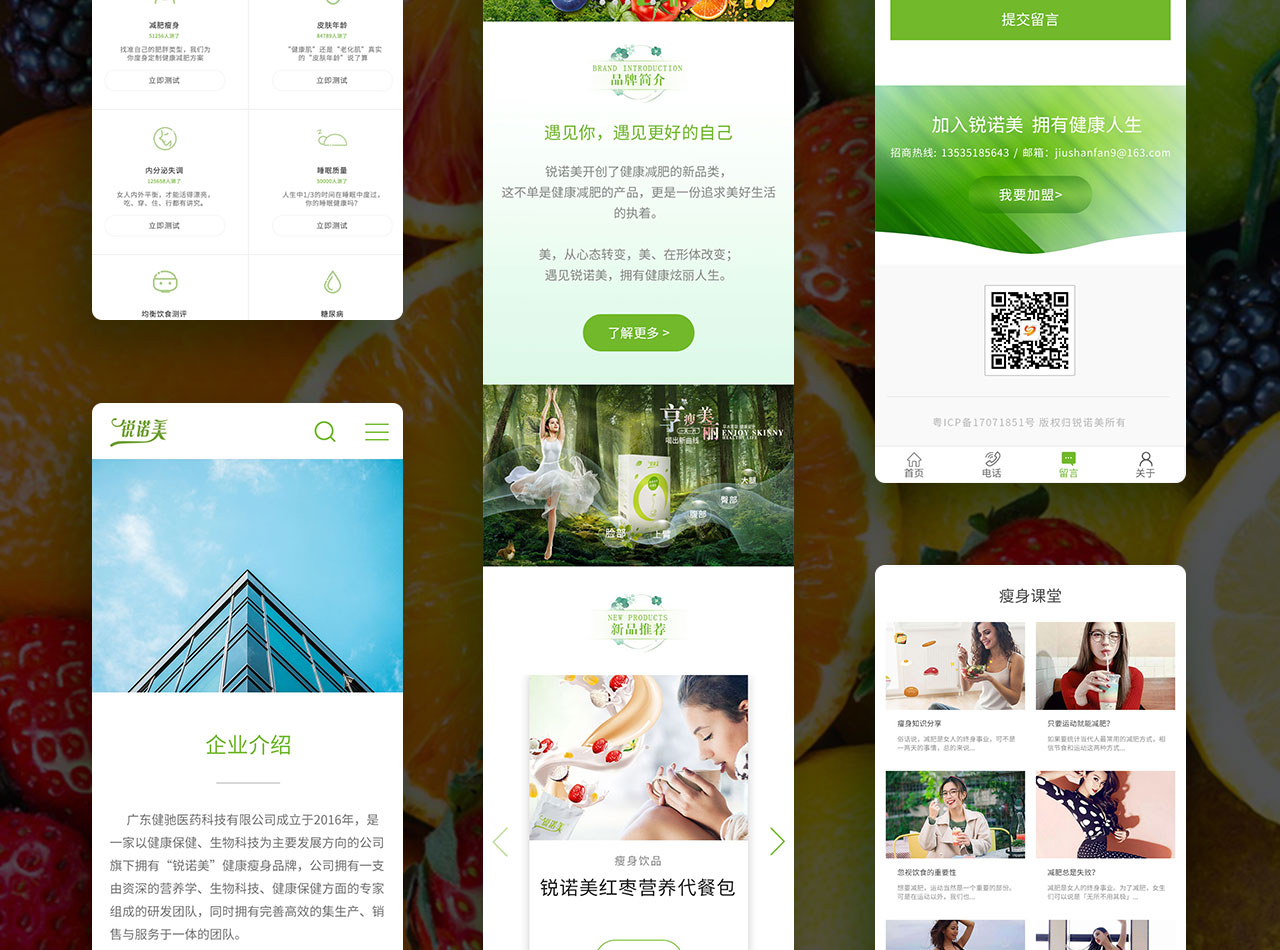 减肥瘦身
51256人测了
找准自己的肥胖类型，我们为
你瘦身定制健康减肥方案
立即测试
皮肤年龄
84789人测了
“健康肌”还是“老化肌”真实
的“皮肤年龄”说了算
立即测试
内分泌失调
125698人测了
女人内外平衡，才能活得漂亮。
吃、穿、住、行都有讲究。
立即测试
睡眠质量
50000人测了
人生中1/3的时间在睡眠中度过，
你的睡眠健康吗？
立即测试
均衡饮食测评
糖尿病
锐诺美
企业介绍
广东健驰医药科技有限公司成立于2016年，是
一家以健康保健、生物科技为主要发展方向的公司
旗下拥有“锐诺美”健康瘦身品牌，公司拥有一支
由资深的营养学、生物科技、健康保健方面的专家
组成的研发团队，同时拥有完善高效的集生产、销
售与服务于一体的团队。
BRAND INTRODUCTION
品牌简介
遇见你，遇见更好的自己
锐诺美开创了健康减肥的新品类，
这不单是健康减肥的产品，更是一份追求美好生活
的执着。
美，从心态转变，美、在形体改变；
遇见锐诺美，拥有健康炫丽人生。
了解更多 >
享瘦美丽
喝出新曲线
ENJOY SKINNY
HEALTHY LIFE
大腿
臀部
腹部
上臂
脸部
NEW PRODUCTS
新品推荐
锐诺美
瘦身饮品
锐诺美红枣营养代餐包
提交留言
加入锐诺美 拥有健康人生
招商热线: 13535185643 / 邮箱：jiushanfan9@163.com
我要加盟>
粤ICP备17071851号 版权归锐诺美所有
首页
电话
留言
关于
瘦身课堂
瘦身知识分享
俗话说，减肥是女人的终身事业，可不是
一两天的事情。总的来说...
只要运动就能减肥？
如果要统计当代人最常用的减肥方式，相
信节食和运动这两种方式...
忽视饮食的重要性
想要减肥，运动当然是一个重要的部份。
可是在运动以外，我们也...
减肥总是失败？
减肥是女人的终身事业。为了减肥，女生
们可以说是「无所不用其极」...